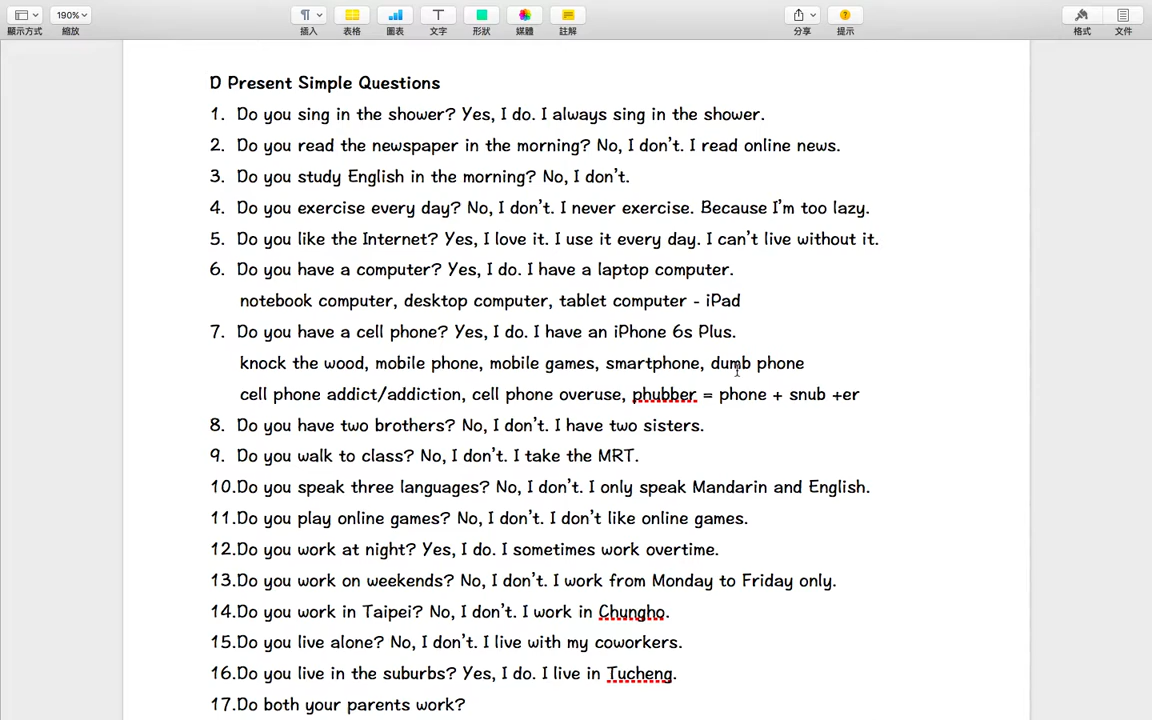 190%
顯示方式
縮放
插入
表格
圖表
文字
形狀
媒體
註解
分享
提示
格式
文件
D Present Simple Questions
1. Do you sing in the shower? Yes, I do. I always sing in the shower.
2. Do you read the newspaper in the morning? No, I don't. I read online news.
3. Do you study English in the morning? No, I don't.
4. Do you exercise every day? No, I don't. I never exercise. Because I'm too lazy.
5. Do you like the Internet? Yes, I love it. I use it every day. I can't live without it.
6. Do you have a computer? Yes, I do. I have a laptop computer.
notebook computer, desktop computer, tablet computer - iPad
7. Do you have a cell phone? Yes, I do. I have an iPhone 6s Plus.
knock the wood, mobile phone, mobile games, smartphone, dumb phone
cell phone addict/addiction, cell phone overuse, phubber = phone + snub +er
8. Do you have two brothers? No, I don't. I have two sisters.
9. Do you walk to class? No, I don't. I take the MRT.
10.Do you speak three languages? No, I don't. I only speak Mandarin and English.
11.Do you play online games? No, I don't. I don't like online games.
12.Do you work at night? Yes, I do. I sometimes work overtime.
13.Do you work on weekends? No, I don't. I work from Monday to Friday only.
14.Do you work in Taipei? No, I don't. I work in Chungho.
15.Do you live alone? No, I don't. I live with my coworkers.
16.Do you live in the suburbs? Yes, I do. I live in Tucheng.
17.Do both your parents work?